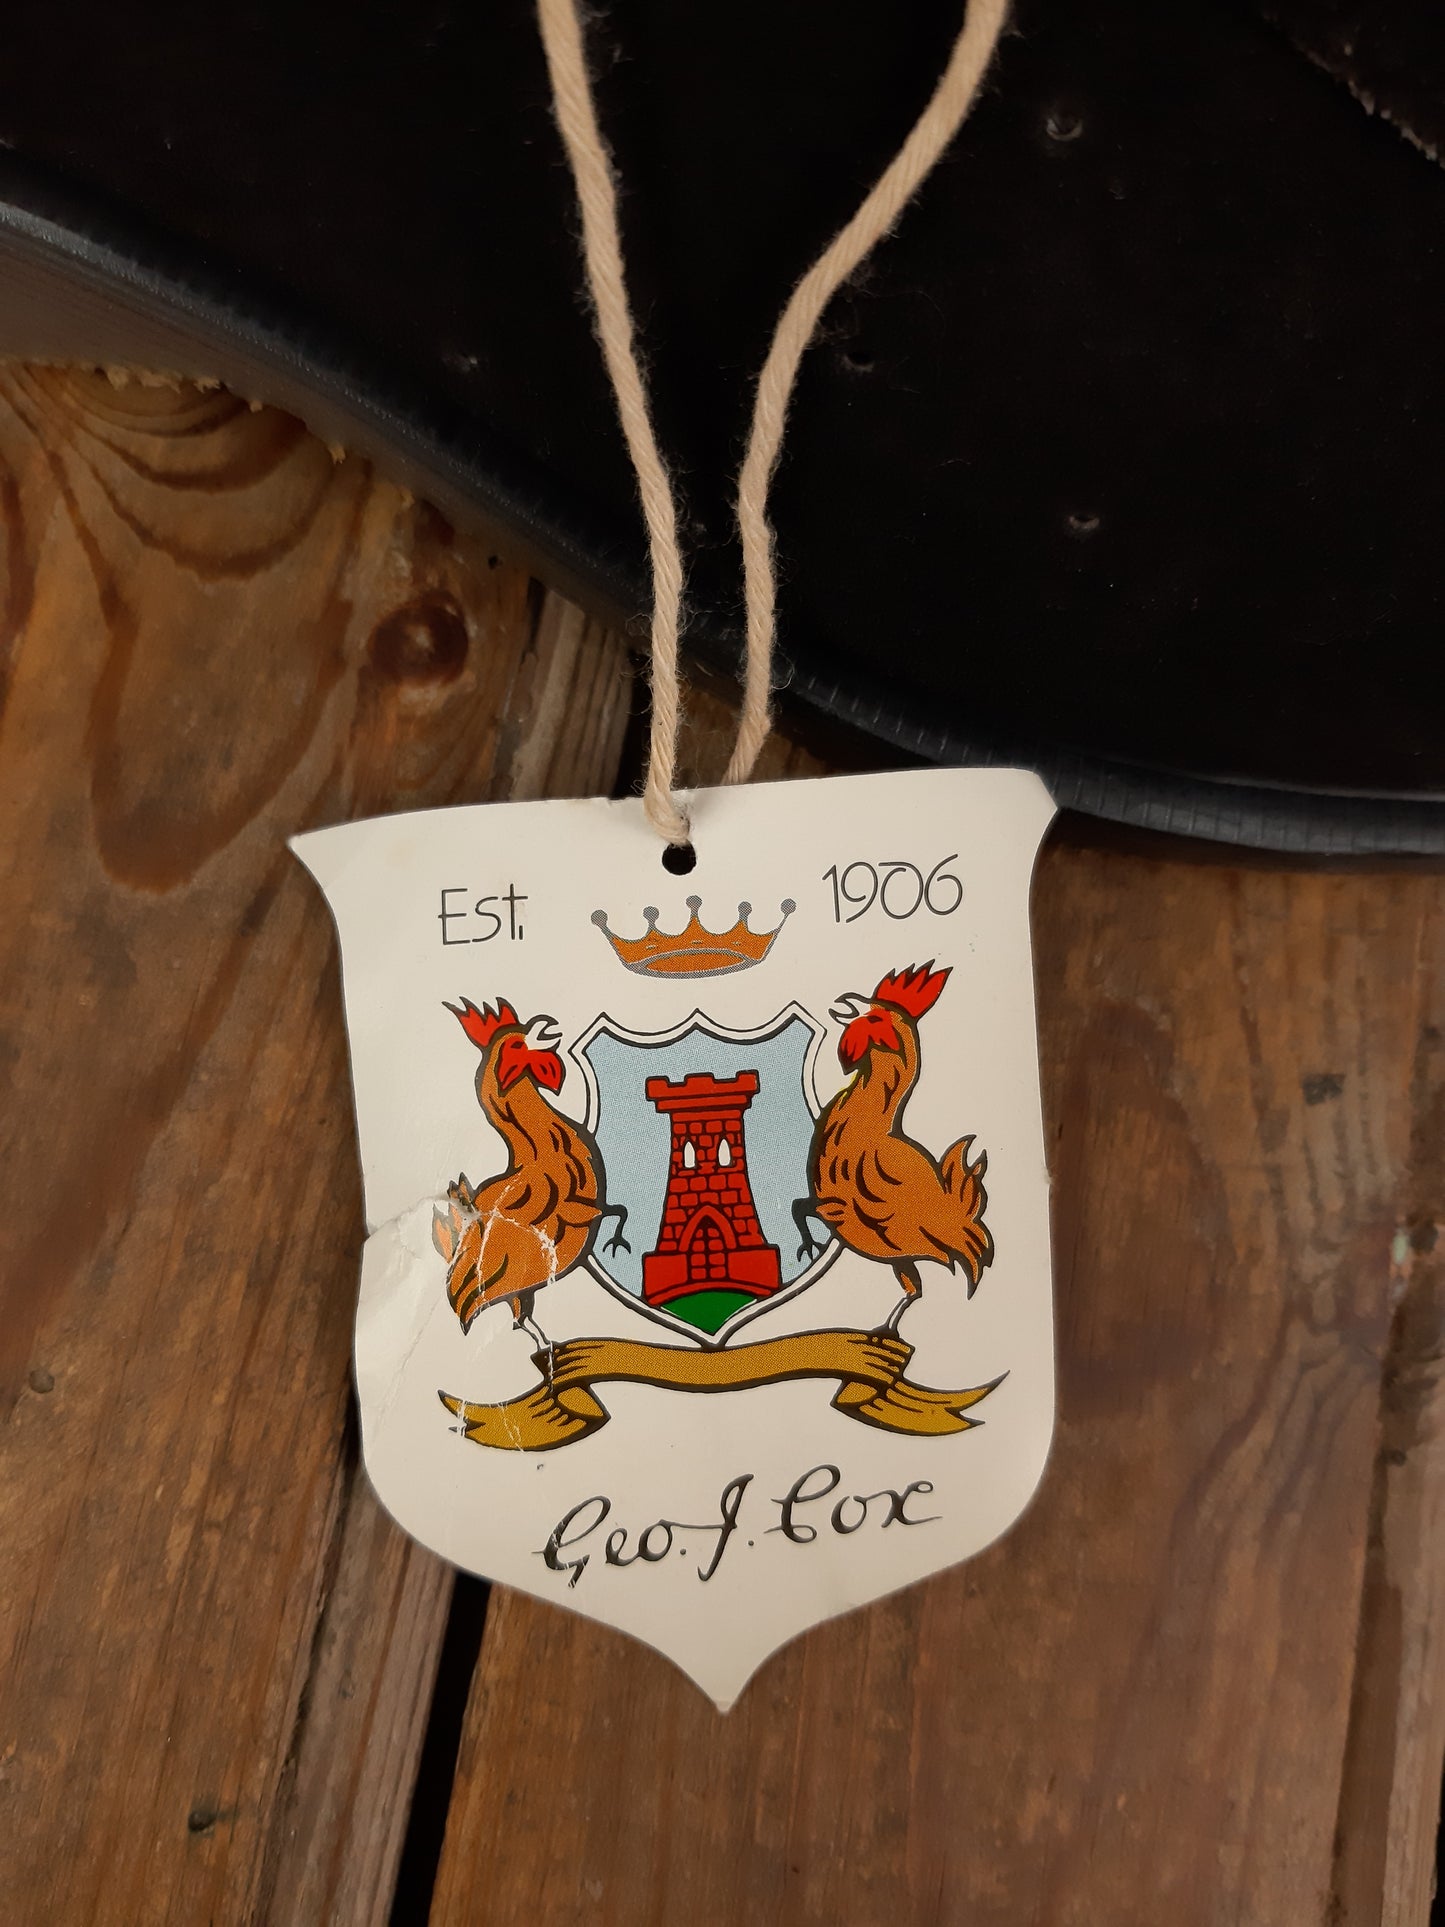 Est. 1906
Geo. J. Cox